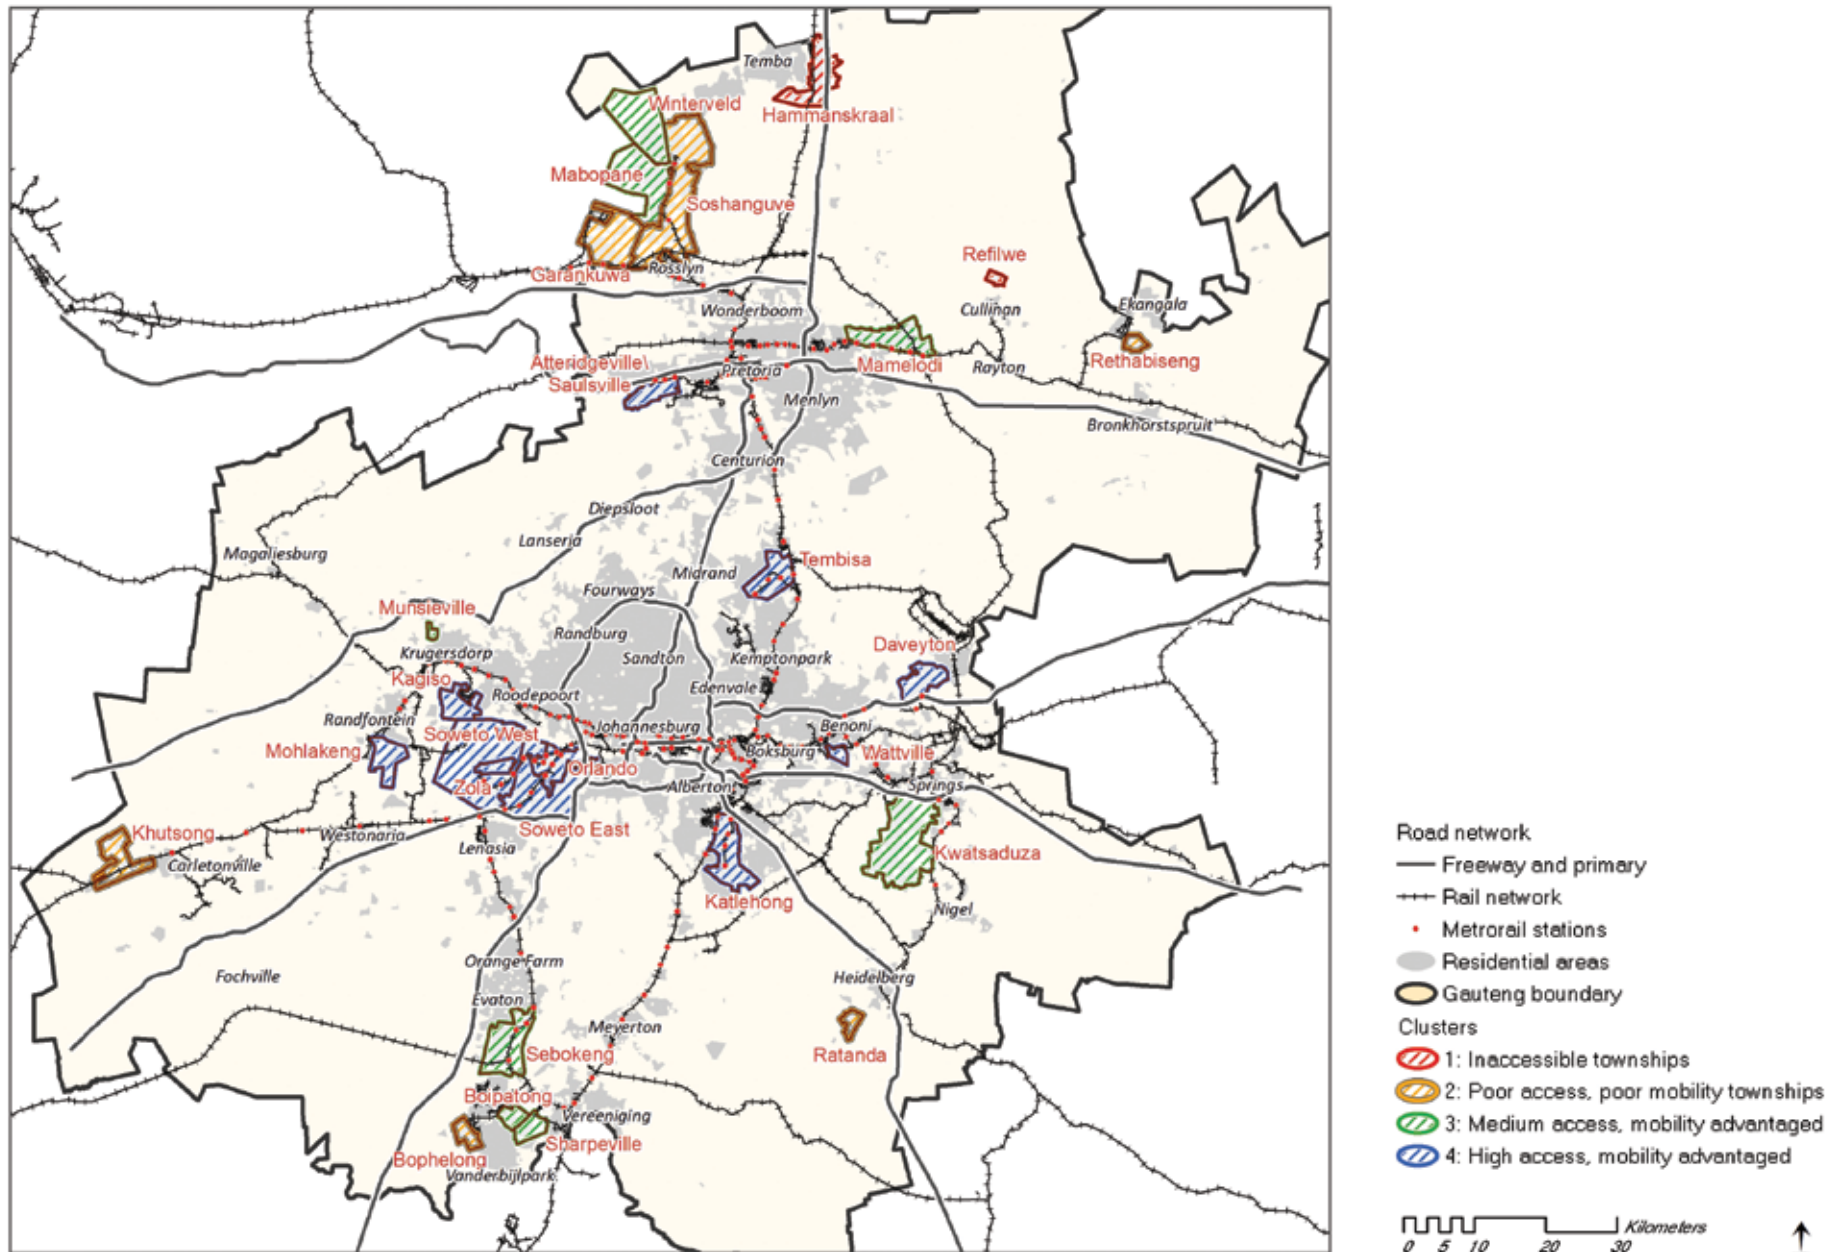 Temba
Winterveld
Hammanskraal
Mabopane
Soshanguve
Refilwe
Garankuwa
Rosslyn
Ekangala
Wonderboom
Cullinan
Atteridgeville\
Saulsville
Pretoria
Mamelodi
Rayton
Rethabiseng
Menlyn
Bronkhorstspruit
Centurion
Diepsloot
Lanseria
Magaliesburg
Midrand
Tembisa
Fourways
Munsieville
Randburg
Krugersdorp
Sandton
Kemptonpark
Daveyton
Kagiso
Roodepoort
Edenvale
Randfontein
Soweto West
Johannesburg
Benoni
Mohlakeng
Boksburg
Wattville
Orlando
Zola
Alberton
Springs
Soweto East
Khutsong
Westonaria
Lenasia
Carletonville
Kwatsaduza
Katlehong
Nigel
Orange Farm
Fochville
Heidelberg
Evaton
Meyerton
Sebokeng
Ratanda
Boipatong
Vereeniging
Sharpeville
Bophelong
Vanderbijlpark
Road network
Freeway and primary
Rail network
Metrorail stations
Residential areas
Gauteng boundary
Clusters
1: Inaccessible townships
2: Poor access, poor mobility townships
3: Medium access, mobility advantaged
4: High access, mobility advantaged
Kilometers
0 5 10 20 30